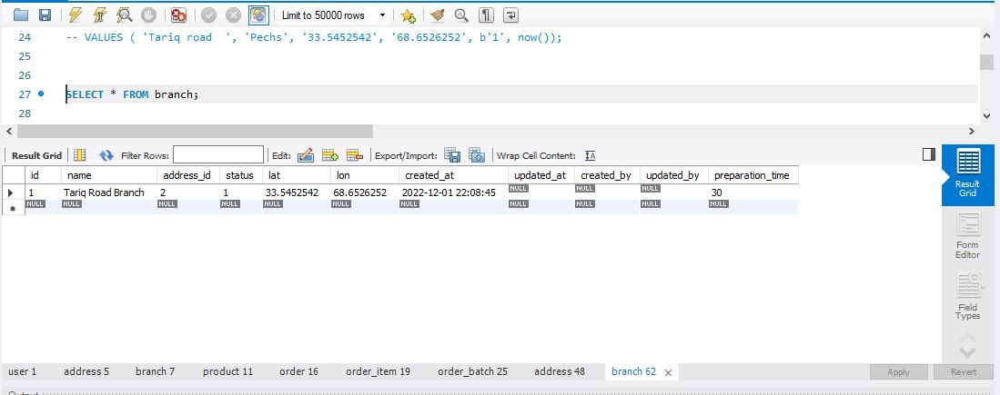 Limit to 50000 rows
24 -- VALUES ( 'Tariq road  ', 'Pechs', '33.5452542', '68.6526252', b'1', now());
25
26
27 SELECT * FROM branch;
28
Result Grid Filter Rows: Edit: Export/Import: Wrap Cell Content: IA
id name address_id status lat lon created_at updated_at created_by updated_by preparation_time
1 Tariq Road Branch 2 1 33.5452542 68.6526252 2022-12-01 22:08:45 NULL NULL NULL 30
NULL NULL NULL NULL NULL NULL NULL NULL NULL NULL NULL
Result
Grid
Form
Editor
Field
Types
user 1 address 5 branch 7 product 11 order 16 order_item 19 order_batch 25 address 48 branch 62 Apply Revert
Output